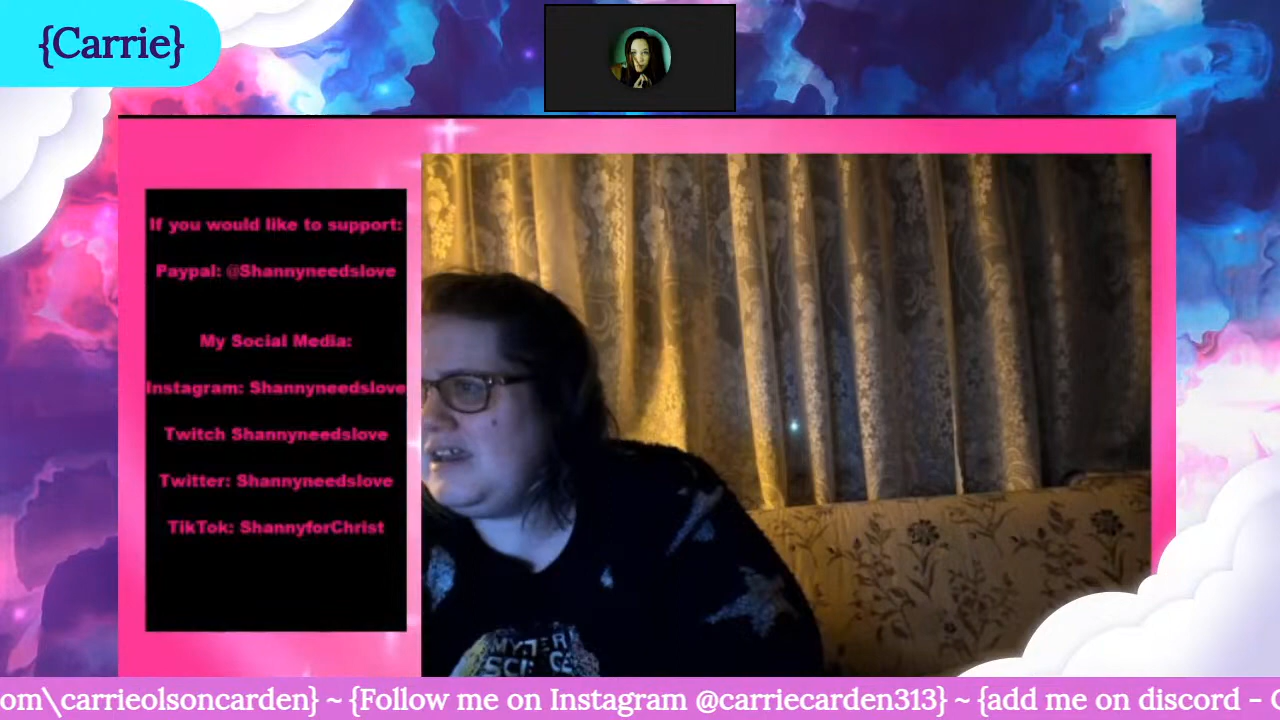 {Carrie}
If you would like to support:
Paypal: @Shannyneedslove
My Social Media:
Instagram: Shannyneedslove
Twitch Shannyneedslove
Twitter: Shannyneedslove
TikTok: ShannyforChrist
om\carrieolsoncarden} ~ {Follow me on Instagram @carriecarden313} ~ {add me on discord -